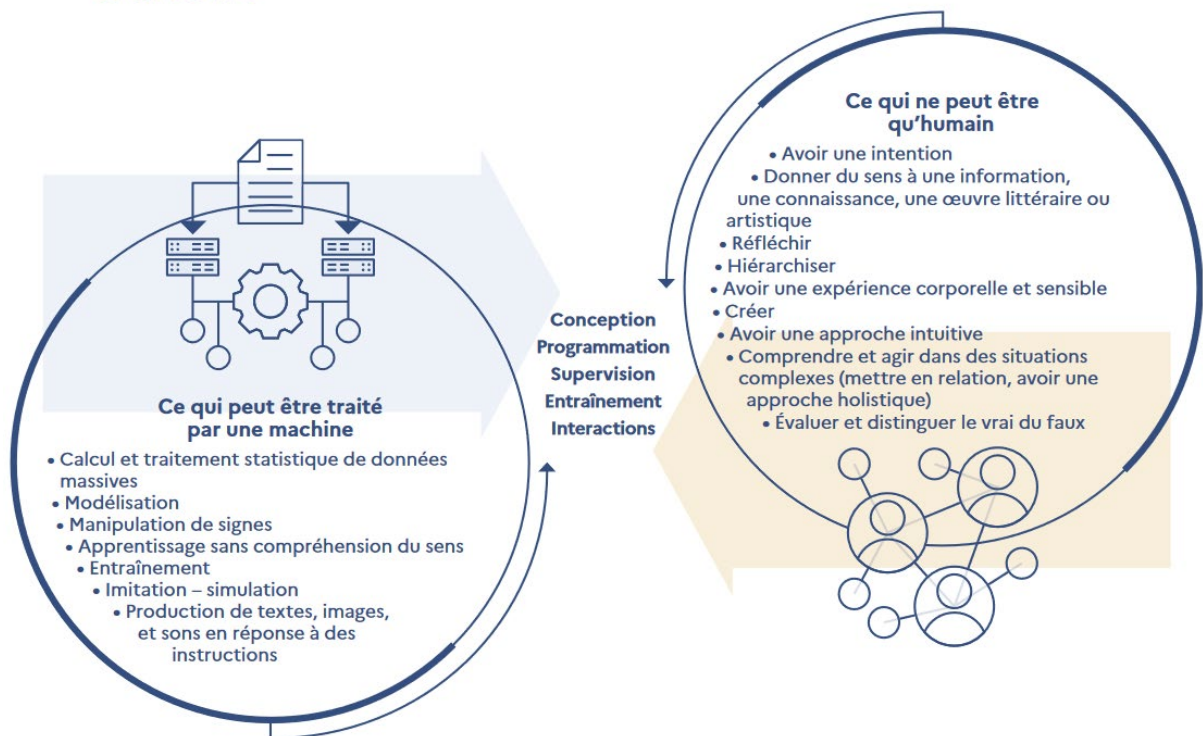 Ce qui peut être traité
par une machine
• Calcul et traitement statistique de données
massives
• Modélisation
• Manipulation de signes
• Apprentissage sans compréhension du sens
• Entraînement
• Imitation – simulation
• Production de textes, images,
et sons en réponse à des
instructions
Conception
Programmation
Supervision
Entraînement
Interactions
Ce qui ne peut être
qu’humain
• Avoir une intention
• Donner du sens à une information,
une connaissance, une œuvre littéraire ou
artistique
• Réfléchir
• Hiérarchiser
• Avoir une expérience corporelle et sensible
• Créer
• Avoir une approche intuitive
• Comprendre et agir dans des situations
complexes (mettre en relation, avoir une
approche holistique)
• Évaluer et distinguer le vrai du faux